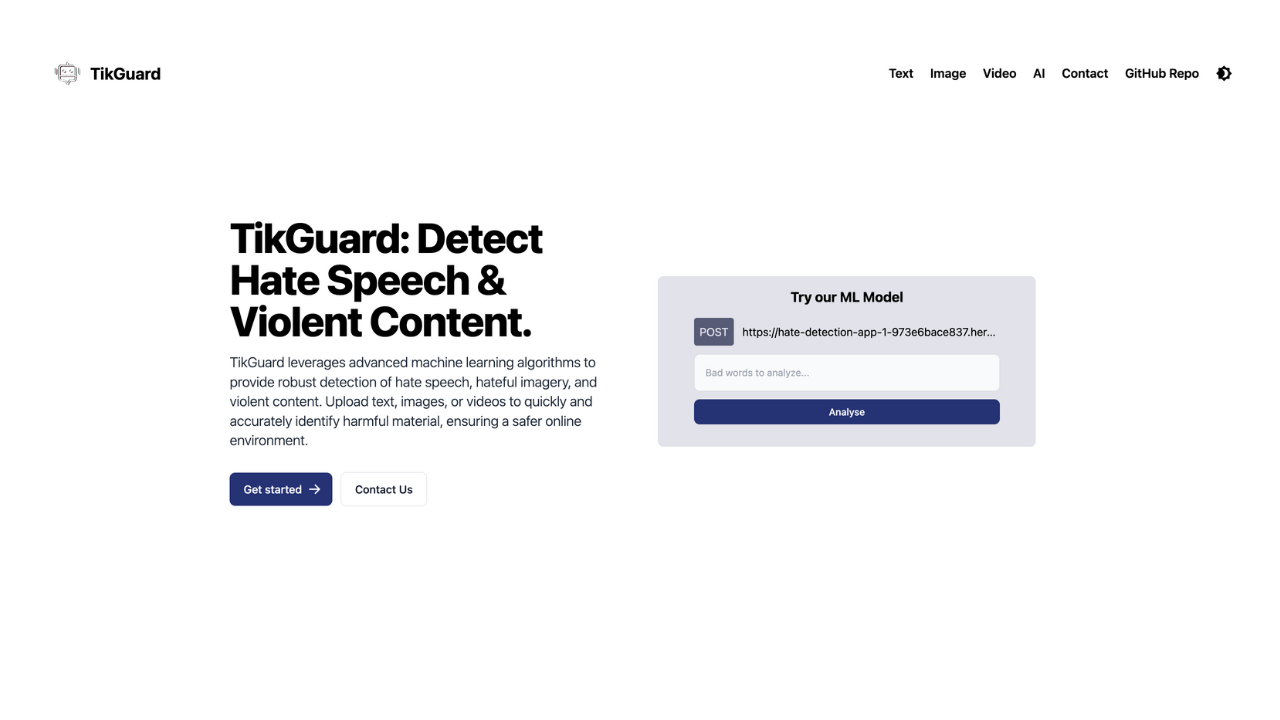 TikGuard
Text Image Video AI Contact GitHub Repo
TikGuard: Detect
Hate Speech &
Violent Content.
TikGuard leverages advanced machine learning algorithms to
provide robust detection of hate speech, hateful imagery, and
violent content. Upload text, images, or videos to quickly and
accurately identify harmful material, ensuring a safer online
environment.
Get started
Contact Us
Try our ML Model
POST https://hate-detection-app-1-973e6bace837.her...
Bad words to analyze...
Analyse